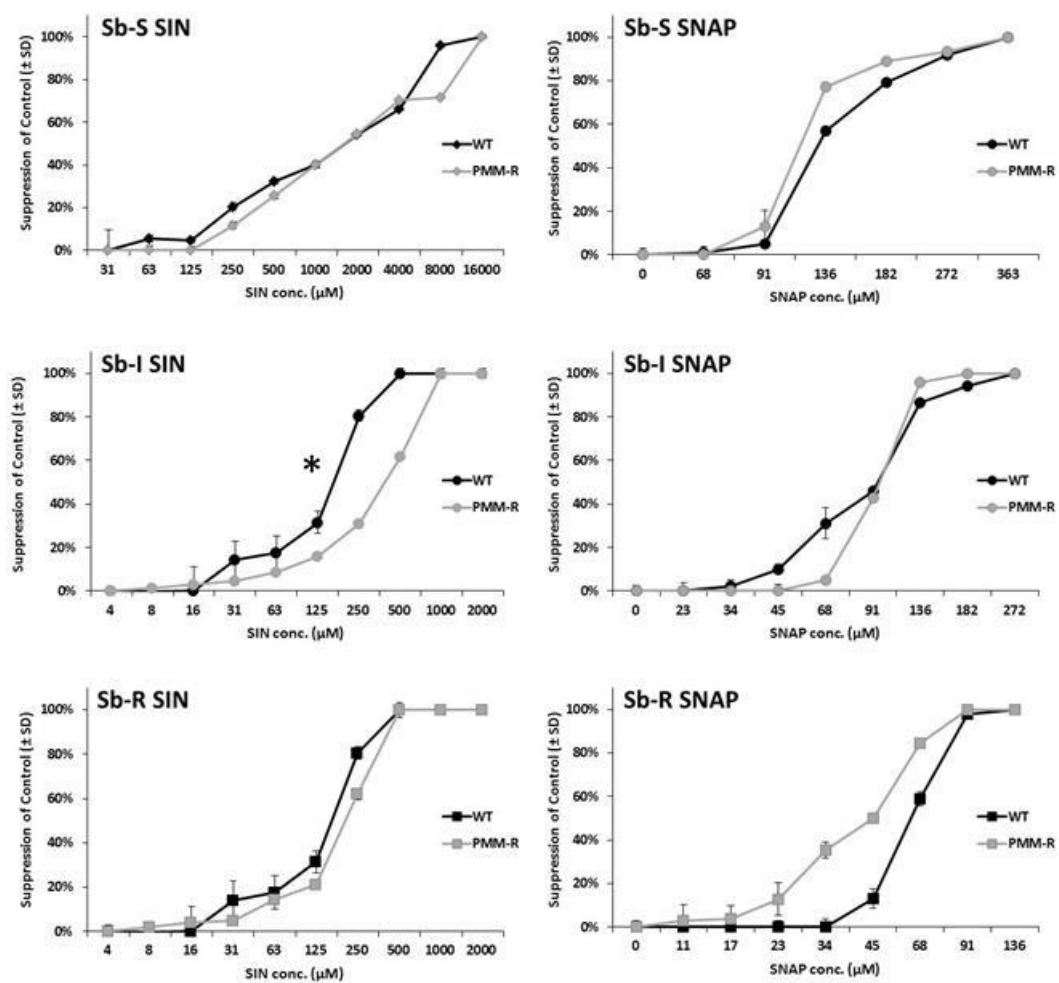 Sb-S SIN
Suppression of Control (± SD)
100%
80%
60%
40%
20%
0%
31 63 125 250 500 1000 2000 4000 8000 16000
SIN conc. (μM)
WT
PMM-R
Sb-S SNAP
Suppression of Control (± SD)
100%
80%
60%
40%
20%
0%
0 68 91 136 182 272 363
SNAP conc. (μM)
WT
PMM-R
Sb-I SIN
Suppression of Control (± SD)
100%
80%
60%
40%
20%
0%
*
4 8 16 31 63 125 250 500 1000 2000
SIN conc. (μM)
WT
PMM-R
Sb-I SNAP
Suppression of Control (± SD)
100%
80%
60%
40%
20%
0%
0 23 34 45 68 91 136 182 272
SNAP conc. (μM)
WT
PMM-R
Sb-R SIN
Suppression of Control (± SD)
100%
80%
60%
40%
20%
0%
4 8 16 31 63 125 250 500 1000 2000
SIN conc. (μM)
WT
PMM-R
Sb-R SNAP
Suppression of Control (± SD)
100%
80%
60%
40%
20%
0%
0 11 17 23 34 45 68 91 136
SNAP conc. (μM)
WT
PMM-R